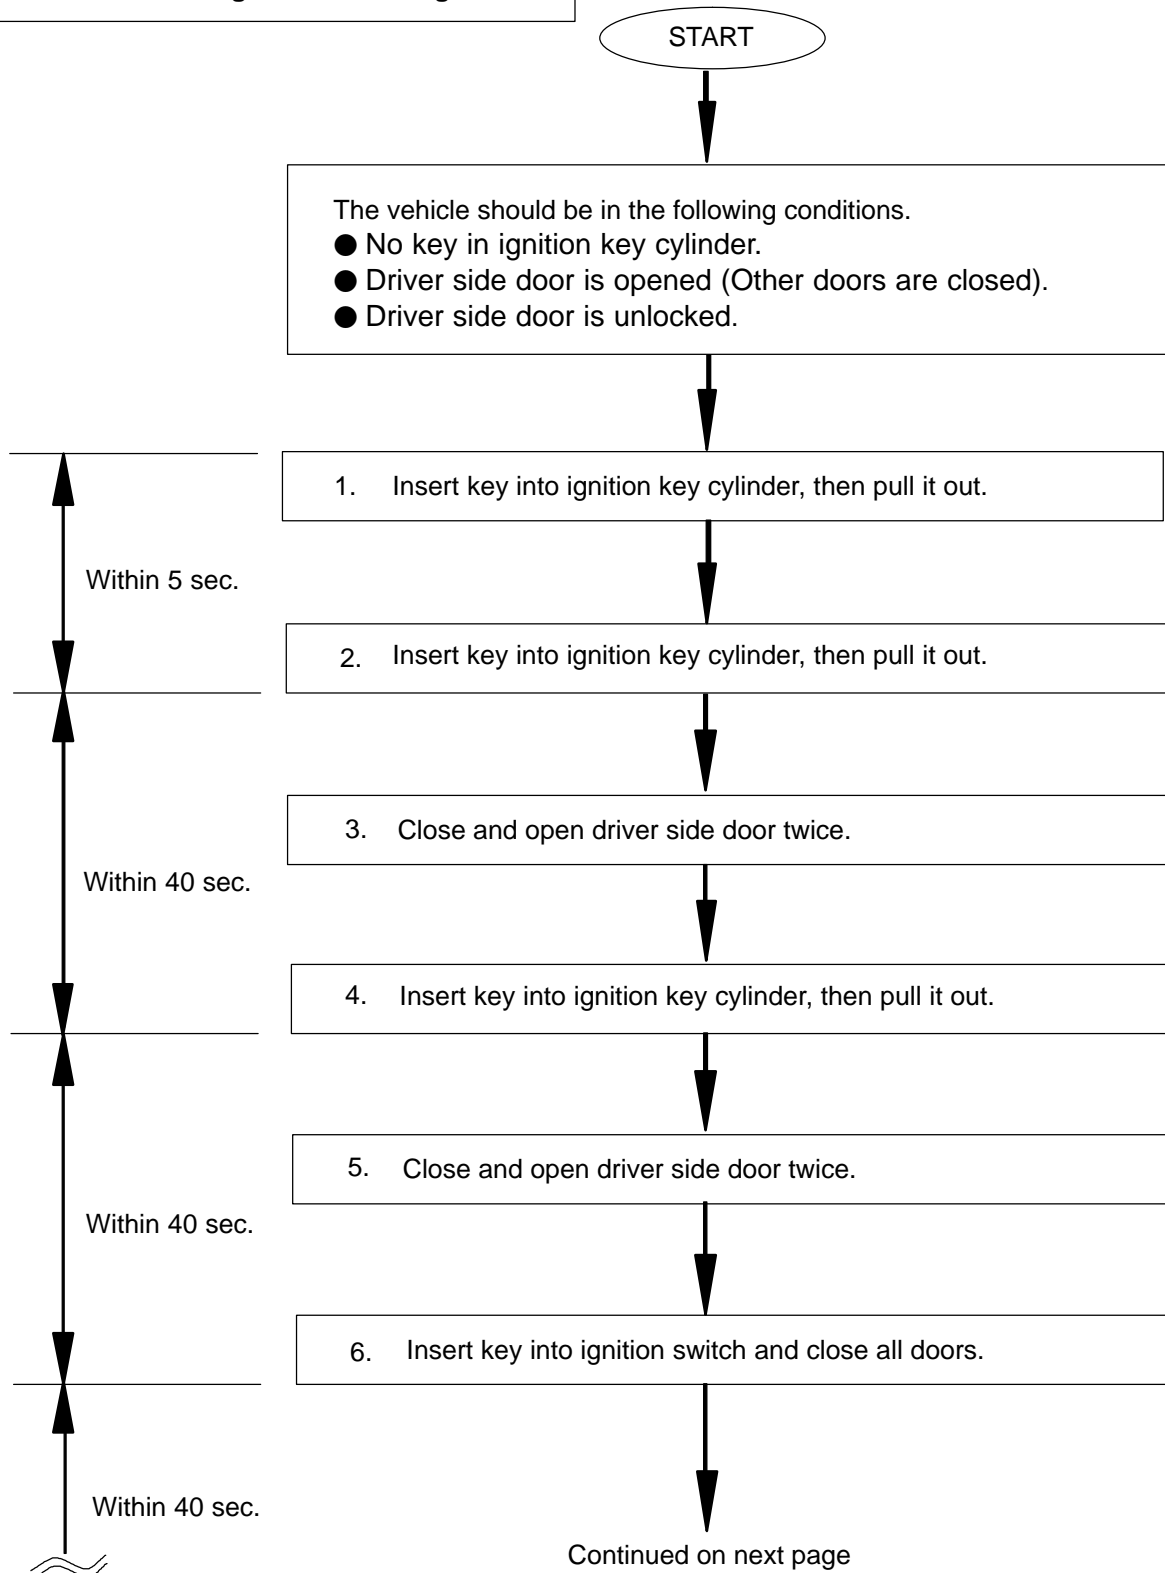 START
The vehicle should be in the following conditions.
● No key in ignition key cylinder.
● Driver side door is opened (Other doors are closed).
● Driver side door is unlocked.
1. Insert key into ignition key cylinder, then pull it out.
Within 5 sec.
2. Insert key into ignition key cylinder, then pull it out.
3. Close and open driver side door twice.
Within 40 sec.
4. Insert key into ignition key cylinder, then pull it out.
5. Close and open driver side door twice.
Within 40 sec.
6. Insert key into ignition switch and close all doors.
Within 40 sec.
Continued on next page